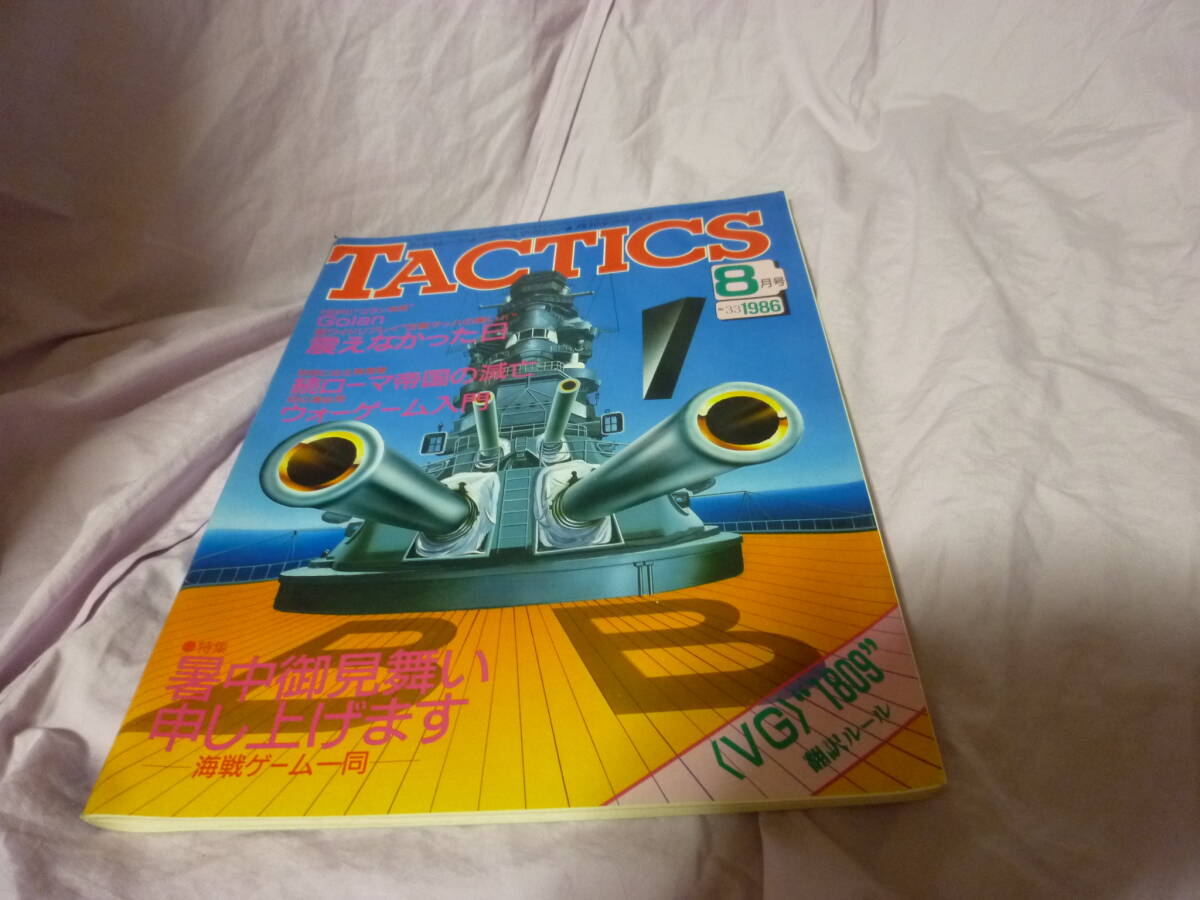 TACTICS
8月号
1986
Golan
震えなかった日
続ローマ帝国の滅亡
ウォーゲーム入門
●特集
暑中御見舞い
申し上げます
―海戦ゲーム一同―
〈VG〉"1809"
翻訳ルール
B B